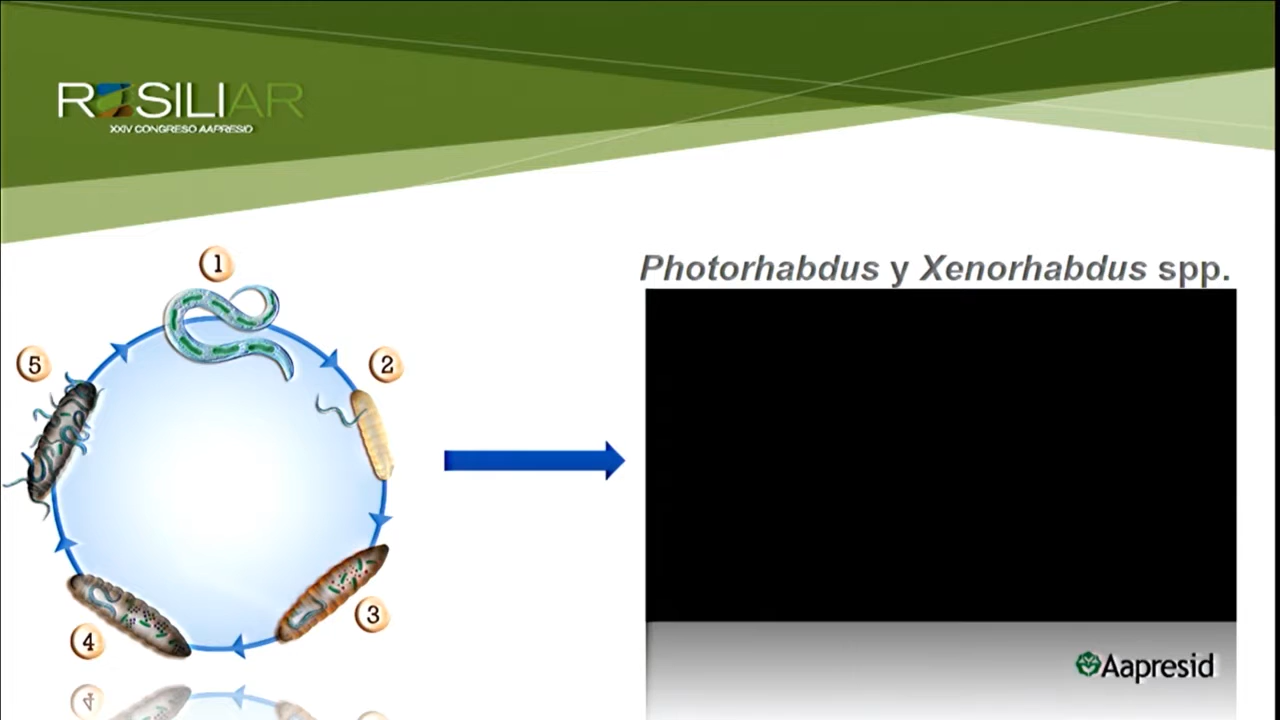 RESILIAR
XXIV CONGRESO AAPRESID
Photorhabdus y Xenorhabdus spp.
1
2
3
4
5
Aapresid